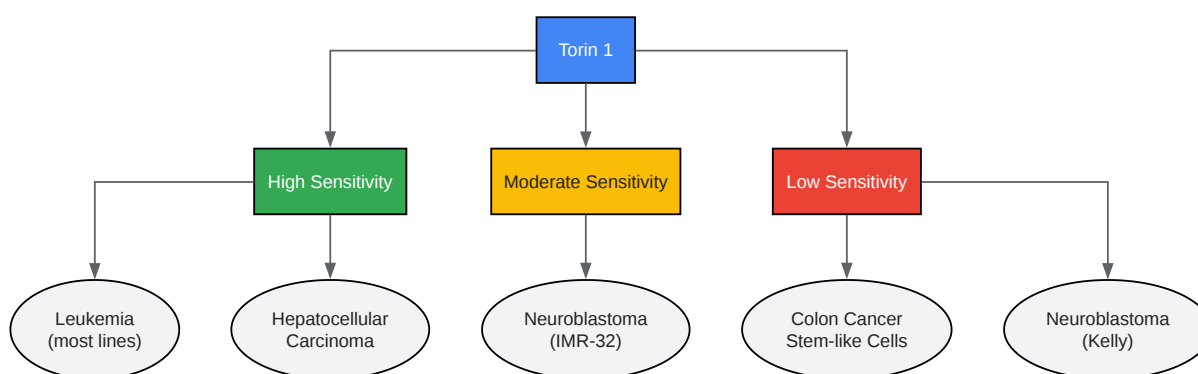 Torin 1
High Sensitivity
Moderate Sensitivity
Low Sensitivity
Leukemia
(most lines)
Hepatocellular
Carcinoma
Neuroblastoma
(IMR-32)
Colon Cancer
Stem-like Cells
Neuroblastoma
(Kelly)